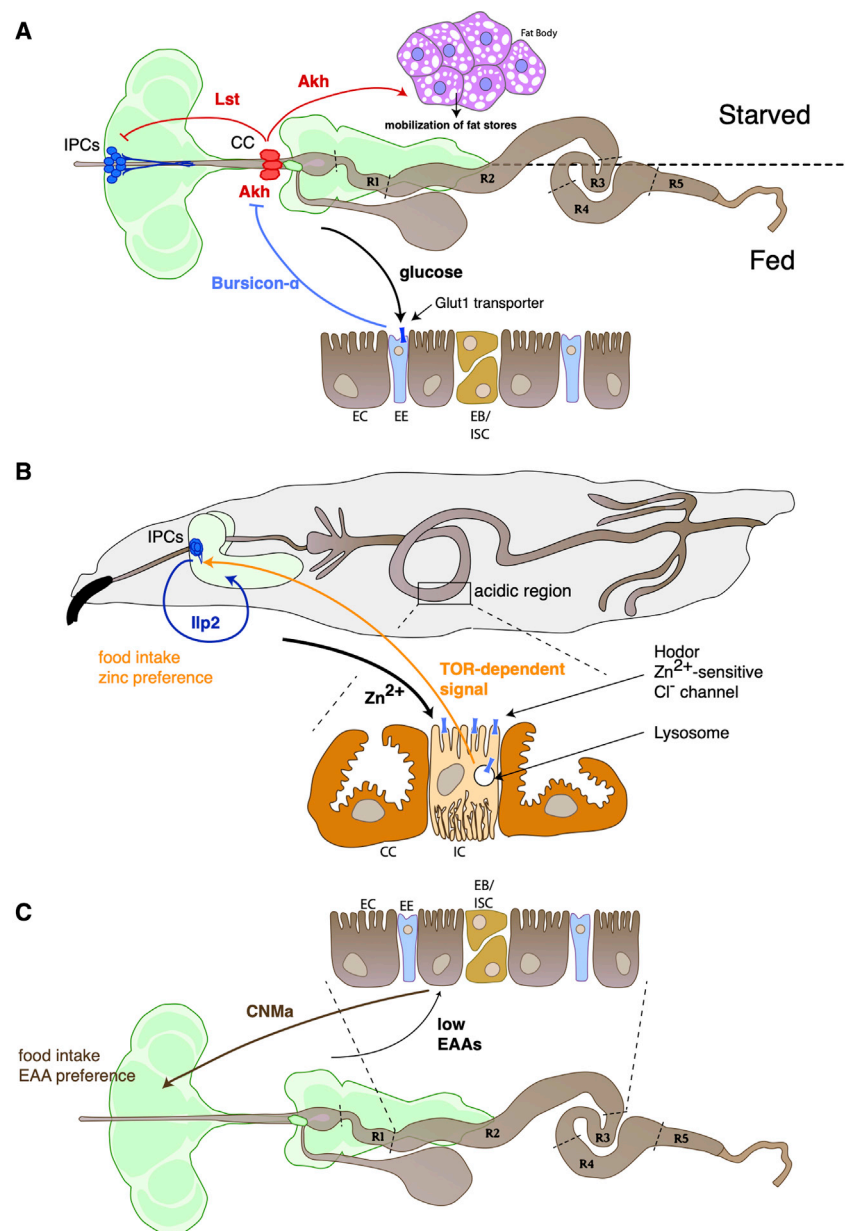 A
Fat Body
Akh
Lst
mobilization of fat stores
Starved
IPCs
CC
R1
R2
R3
R4
R5
Akh
Fed
glucose
Bursicon-α
Glut1 transporter
EC
EE
EB/
ISC
B
IPCs
acidic region
Ilp2
food intake
zinc preference
TOR-dependent
signal
Zn2+
Hodor
Zn2+-sensitive
Cl- channel
Lysosome
CC
IC
C
EC
EE
EB/
ISC
CNMa
low
EAAs
food intake
EAA preference
R1
R2
R3
R4
R5